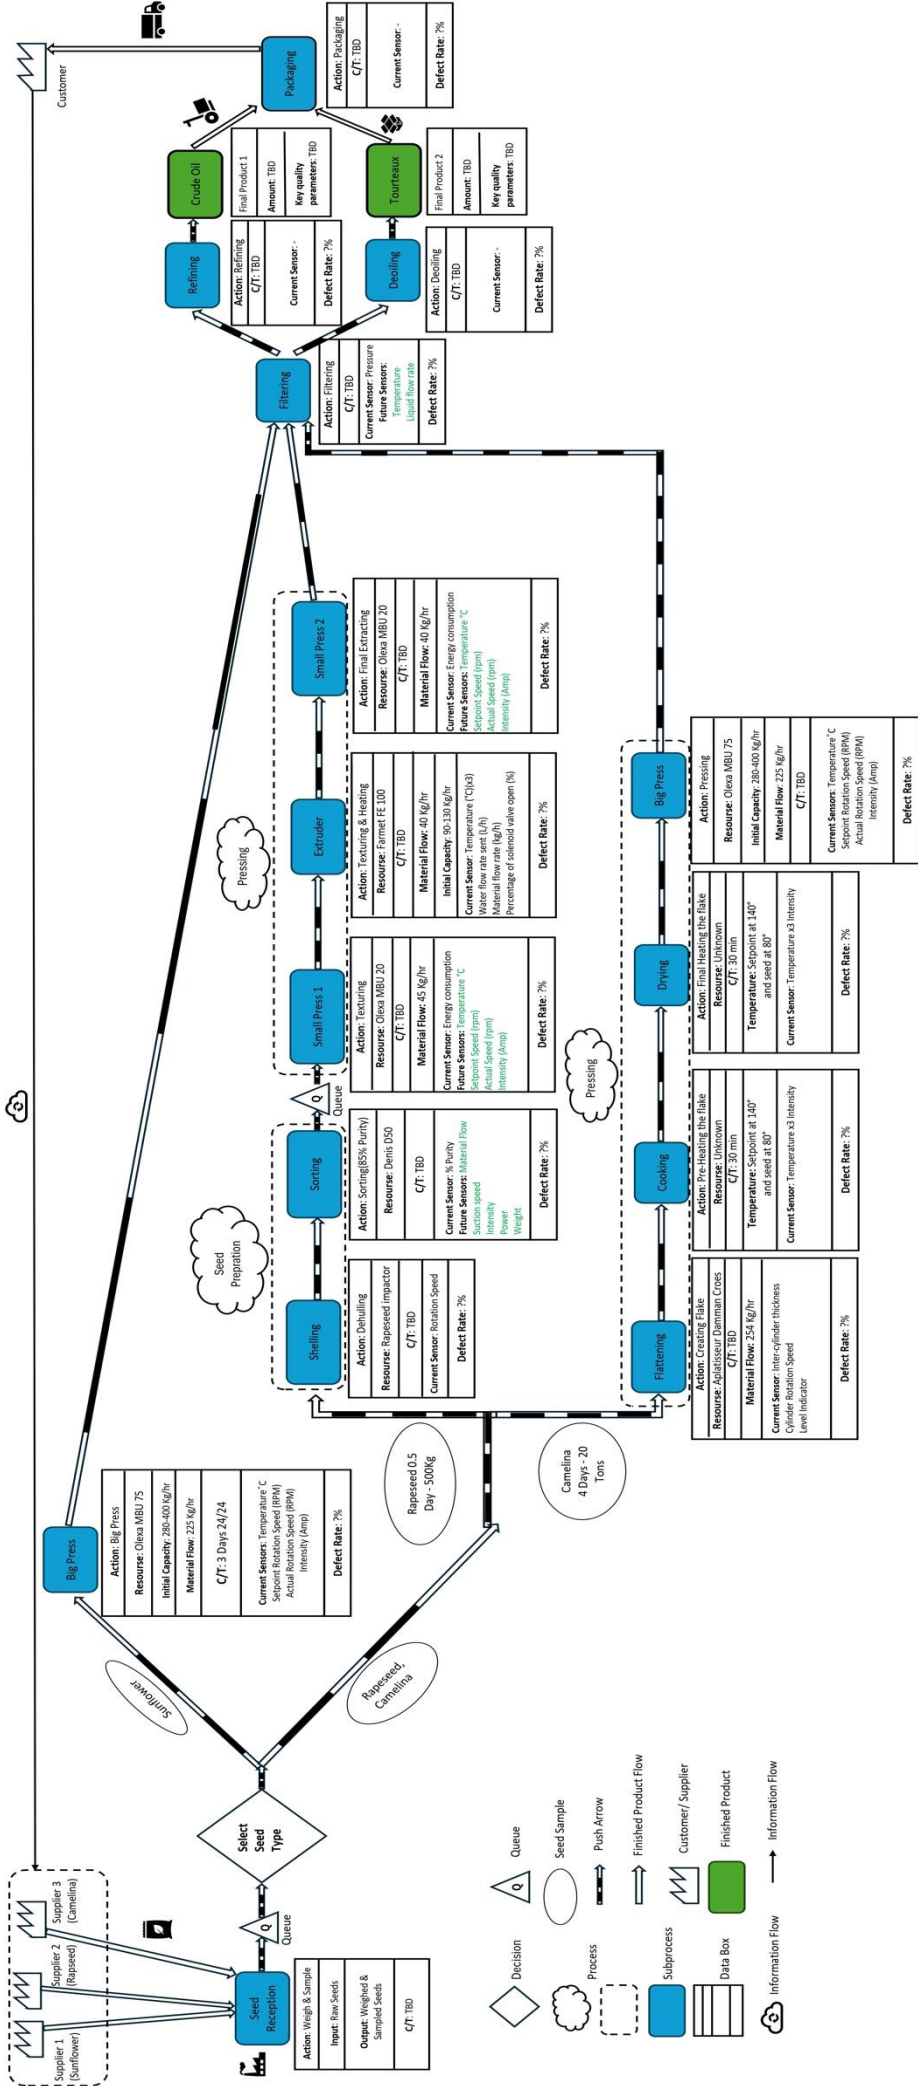 Customer
Supplier 1
(Sunflower)
Supplier 2
(Rapseed)
Supplier 3
(Camelina)
Seed
Reception
Action: Weigh & Sample
Input: Raw Seeds
Output: Weighed &
Sampled Seeds
C/T: TBD
Q
Queue
Select
Seed
Type
Sunflower
Rapeseed,
Camelina
Big Press
Action: Big Press
Resourse: Olexa MBU 75
Initial Capacity: 280-400 Kg/hr
Material Flow: 225 Kg/hr
C/T: 3 Days 24/24
Current Sensors: Temperature °C
Setpoint Rotation Speed (RPM)
Actual Rotation Speed (RPM)
Intensity (Amp)
Defect Rate: ?%
Rapeseed 0.5
Day - 500Kg
Camelina
4 Days - 20
Tons
Seed
Prepration
Shelling
Action: Dehulling
Resourse: Rapeseed impactor
C/T: TBD
Current Sensor: Rotation Speed
Defect Rate: ?%
Sorting
Action: Sorting(85% Purity)
Resourse: Denis D50
C/T: TBD
Current Sensor: % Purity
Future Sensors: Material Flow
Suction speed
Intensity
Power
Weight
Defect Rate: ?%
Q
Queue
Pressing
Small Press 1
Action: Texturing
Resourse: Olexa MBU 20
C/T: TBD
Material Flow: 45 Kg/hr
Current Sensor: Energy consumption
Future Sensors: Temperature °C
Setpoint Speed (rpm)
Actual Speed (rpm)
Intensity (Amp)
Defect Rate: ?%
Extruder
Action: Texturing & Heating
Resourse: Farmet FE 100
C/T: TBD
Material Flow: 40 Kg/hr
Initial Capacity: 90-130 Kg/hr
Current Sensor: Temperature (°C)(x3)
Water flow rate sent (L/h)
Material flow rate (kg/h)
Percentage of solenoid valve open (%)
Defect Rate: ?%
Small Press 2
Action: Final Extracting
Resourse: Olexa MBU 20
C/T: TBD
Material Flow: 40 Kg/hr
Current Sensor: Energy consumption
Future Sensors: Temperature °C
Setpoint Speed (rpm)
Actual Speed (rpm)
Intensity (Amp)
Defect Rate: ?%
Pressing
Flattening
Action: Creating Flake
Resourse: Aplatisseur Damman Croes
C/T: TBD
Material Flow: 254 Kg/hr
Current Sensor: Inter-cylinder thickness
Cylinder Rotation Speed
Level Indicator
Defect Rate: ?%
Cooking
Action: Pre-Heating the flake
Resourse: Unknown
C/T: 30 min
Temperature: Setpoint at 140°
and seed at 80°
Current Sensor: Temperature x3 Intensity
Defect Rate: ?%
Drying
Action: Final Heating the flake
Resourse: Unknown
C/T: 30 min
Temperature: Setpoint at 140°
and seed at 80°
Current Sensor: Temperature x3 Intensity
Defect Rate: ?%
Big Press
Action: Pressing
Resourse: Olexa MBU 75
Initial Capacity: 280-400 Kg/hr
Material Flow: 225 Kg/hr
C/T: TBD
Current Sensors: Temperature °C
Setpoint Rotation Speed (RPM)
Actual Rotation Speed (RPM)
Intensity (Amp)
Defect Rate: ?%
Filtering
Action: Filtering
C/T: TBD
Current Sensor: Pressure
Future Sensors:
Temperature
Liquid flow rate
Defect Rate: ?%
Refining
Action: Refining
C/T: TBD
Current Sensor: -
Defect Rate: ?%
Deoiling
Action: Deoiling
C/T: TBD
Current Sensor: -
Defect Rate: ?%
Crude Oil
Final Product 1
Amount: TBD
Key quality
parameters: TBD
Tourteaux
Final Product 2
Amount: TBD
Key quality
parameters: TBD
Packaging
Action: Packaging
C/T: TBD
Current Sensor: -
Defect Rate: ?%
Decision
Process
Subprocess
Data Box
Information Flow
Q
Queue
Seed Sample
Push Arrow
Finished Product Flow
Customer/ Supplier
Finished Product
Information Flow